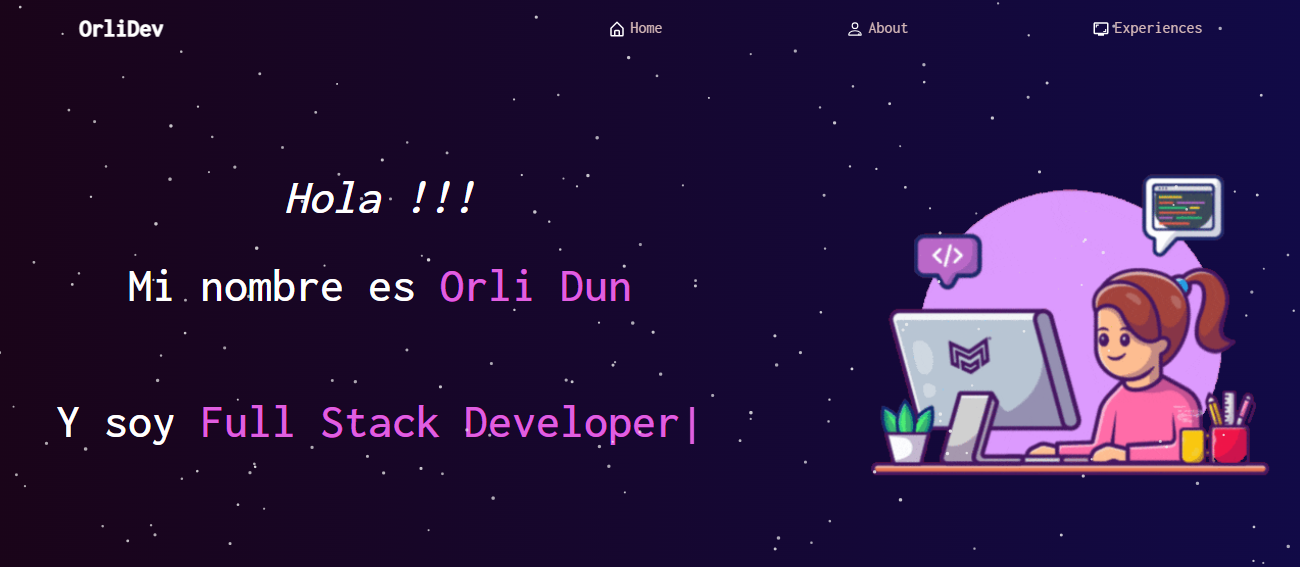 OrliDev
Home
About
Experiences
Hola !!!
Mi nombre es Orli Dun
Y soy Full Stack Developer|
</>